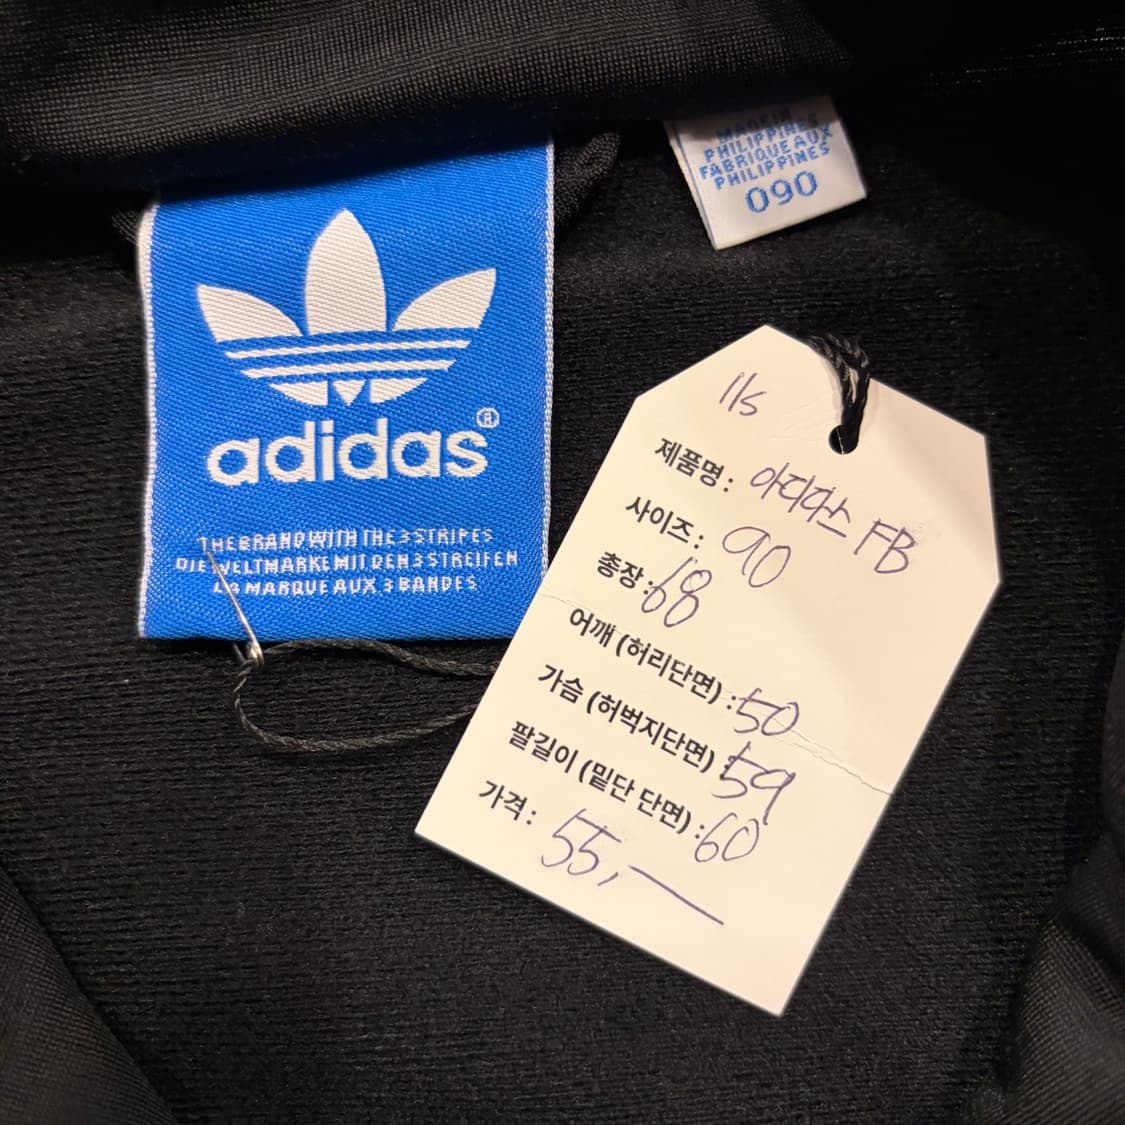 adidas®
THE BRAND WITH THE 3 STRIPES
DIE WELTMARKE MIT DEN 3 STREIFEN
LA MARQUE AUX 3 BANDES
MADE IN
PHILIPPINES
FABRIQUE AUX
PHILIPPINES
090
제품명: 아디다스 FB
사이즈: 90
총장: 68
어깨 (허리단면) : 50
가슴 (허벅지단면) : 59
팔길이 (밑단 단면) : 60
가격: 55,—